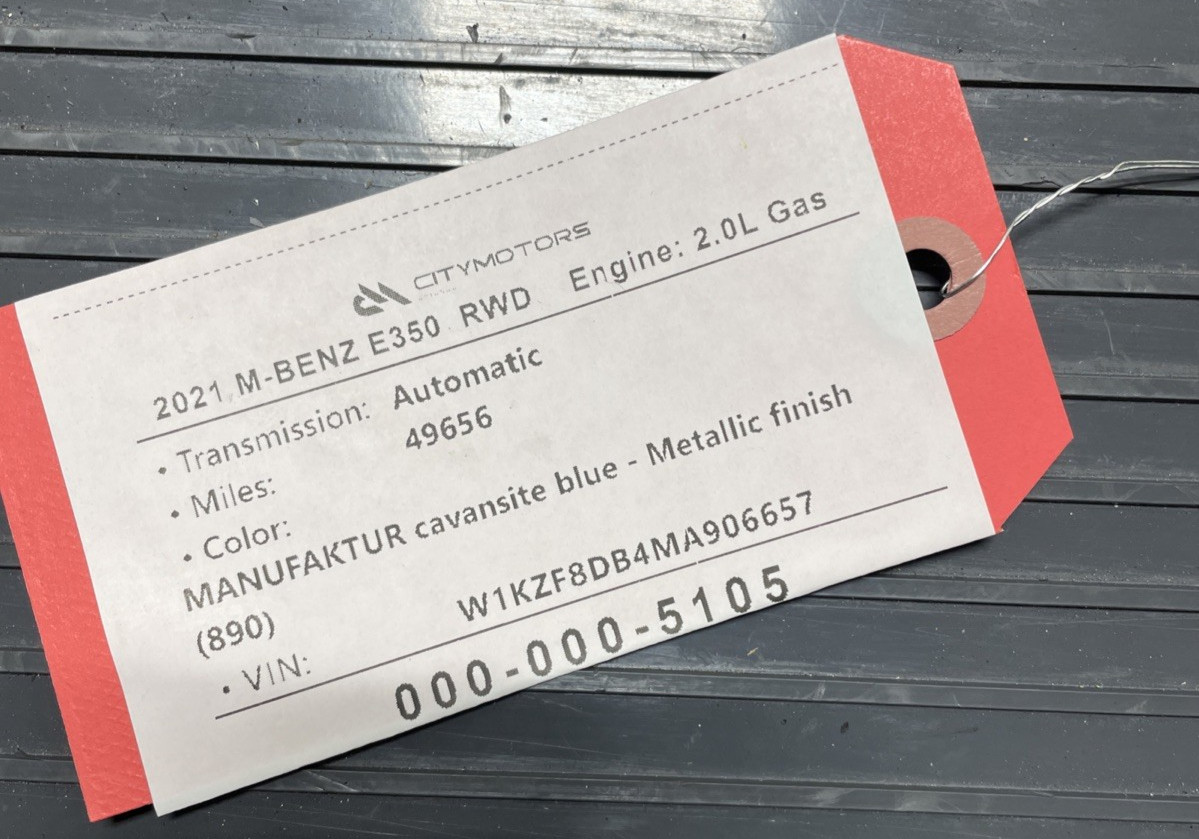 CITYMOTORS
2021 M-BENZ E350 RWD Engine: 2.0L Gas
• Transmission: Automatic
• Miles: 49656
• Color:
MANUFAKTUR cavansite blue - Metallic finish
(890)
• VIN: W1KZF8DB4MA906657
000-000-5105